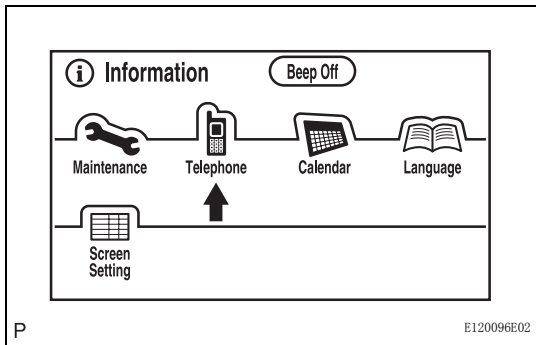 i Information
Beep Off
Maintenance
Telephone
Calendar
Language
Screen
Setting
P
E120096E02